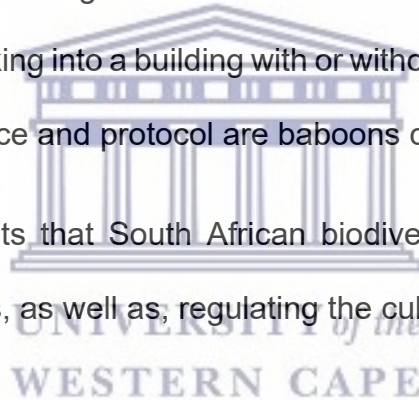 king into a building with or witho
ce and protocol are baboons
ts that South African biodive
s, as well as, regulating the cul
UNIVERSITY of the
WESTERN CAPE